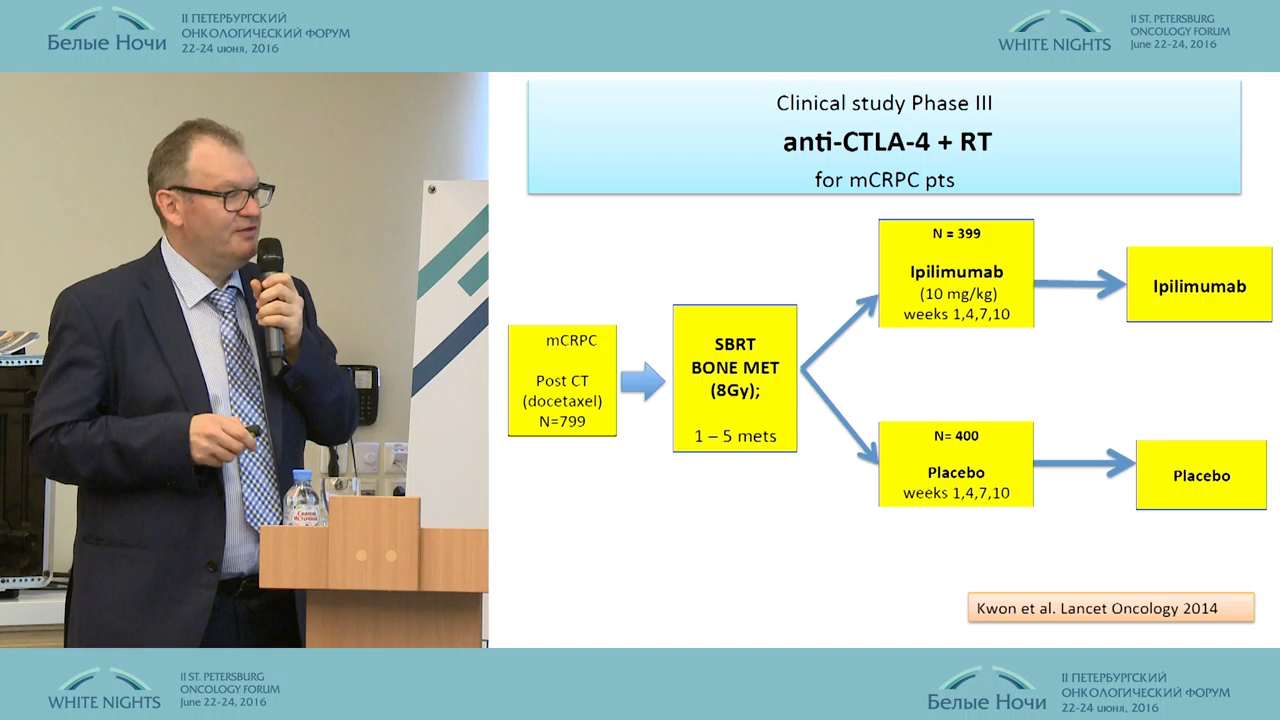 Белые Ночи
II ПЕТЕРБУРГСКИЙ
ОНКОЛОГИЧЕСКИЙ ФОРУМ
22-24 июня, 2016
WHITE NIGHTS
II ST. PETERSBURG
ONCOLOGY FORUM
June 22-24, 2016
Clinical study Phase III
anti-CTLA-4 + RT
for mCRPC pts
mCRPC
Post CT
(docetaxel)
N=799
SBRT
BONE MET
(8Gy);
1 – 5 mets
N = 399
Ipilimumab
(10 mg/kg)
weeks 1,4,7,10
Ipilimumab
N= 400
Placebo
weeks 1,4,7,10
Placebo
Kwon et al. Lancet Oncology 2014
Святой
Источник
WHITE NIGHTS
II ST. PETERSBURG
ONCOLOGY FORUM
June 22-24, 2016
Белые Ночи
II ПЕТЕРБУРГСКИЙ
ОНКОЛОГИЧЕСКИЙ ФОРУМ
22-24 июня, 2016